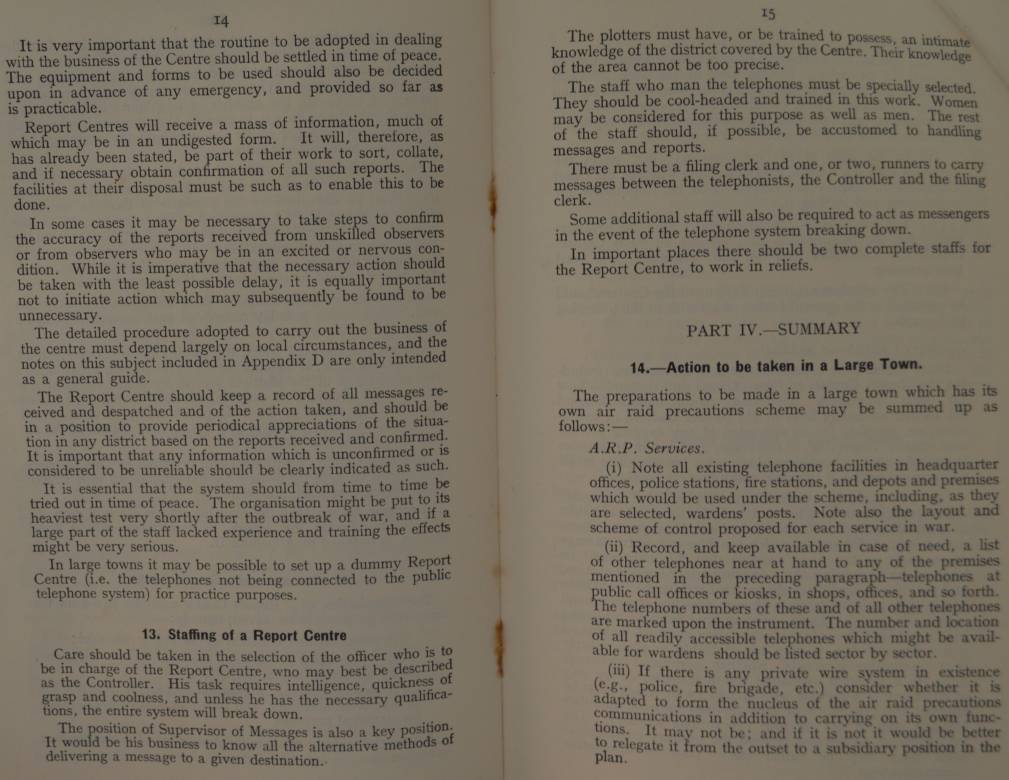 14
It is very important that the routine to be adopted in dealing
with the business of the Centre should be settled in time of peace.
The equipment and forms to be used should also be decided
upon in advance of any emergency, and provided so far as
is practicable.
Report Centres will receive a mass of information, much of
which may be in an undigested form. It will, therefore, as
has already been stated, be part of their work to sort, collate,
and if necessary obtain confirmation of all such reports. The
facilities at their disposal must be such as to enable this to be
done.
In some cases it may be necessary to take steps to confirm
the accuracy of the reports received from unskilled observers
or from observers who may be in an excited or nervous con-
dition. While it is imperative that the necessary action should
be taken with the least possible delay, it is equally important
not to initiate action which may subsequently be found to be
unnecessary.
The detailed procedure adopted to carry out the business of
the centre must depend largely on local circumstances, and the
notes on this subject included in Appendix D are only intended
as a general guide.
The Report Centre should keep a record of all messages re-
ceived and despatched and of the action taken, and should be
in a position to provide periodical appreciations of the situa-
tion in any district based on the reports received and confirmed.
It is important that any information which is unconfirmed or is
considered to be unreliable should be clearly indicated as such.
It is essential that the system should from time to time be
tried out in time of peace. The organisation might be put to its
heaviest test very shortly after the outbreak of war, and if a
large part of the staff lacked experience and training the effects
might be very serious.
In large towns it may be possible to set up a dummy Report
Centre (i.e. the telephones not being connected to the public
telephone system) for practice purposes.
13. Staffing of a Report Centre
Care should be taken in the selection of the officer who is to
be in charge of the Report Centre, who may best be described
as the Controller. His task requires intelligence, quickness of
grasp and coolness, and unless he has the necessary qualifica-
tions, the entire system will break down.
The position of Supervisor of Messages is also a key position.
It would be his business to know all the alternative methods of
delivering a message to a given destination.
15
The plotters must have, or be trained to possess, an intimate
knowledge of the district covered by the Centre. Their knowledge
of the area cannot be too precise.
The staff who man the telephones must be specially selected.
They should be cool-headed and trained in this work. Women
may be considered for this purpose as well as men. The rest
of the staff should, if possible, be accustomed to handling
messages and reports.
There must be a filing clerk and one, or two, runners to carry
messages between the telephonists, the Controller and the filing
clerk.
Some additional staff will also be required to act as messengers
in the event of the telephone system breaking down.
In important places there should be two complete staffs for
the Report Centre, to work in reliefs.
PART IV.—SUMMARY
14.—Action to be taken in a Large Town.
The preparations to be made in a large town which has its
own air raid precautions scheme may be summed up as
follows:—
A.R.P. Services.
(i) Note all existing telephone facilities in headquarter
offices, police stations, fire stations, and depots and premises
which would be used under the scheme, including, as they
are selected, wardens' posts. Note also the layout and
scheme of control proposed for each service in war.
(ii) Record, and keep available in case of need, a list
of other telephones near at hand to any of the premises
mentioned in the preceding paragraph—telephones at
public call offices or kiosks, in shops, offices, and so forth.
The telephone numbers of these and of all other telephones
are marked upon the instrument. The number and location
of all readily accessible telephones which might be avail-
able for wardens should be listed sector by sector.
(iii) If there is any private wire system in existence
(e.g., police, fire brigade, etc.) consider whether it is
adapted to form the nucleus of the air raid precautions
communications in addition to carrying on its own func-
tions. It may not be; and if it is not it would be better
to relegate it from the outset to a subsidiary position in the
plan.